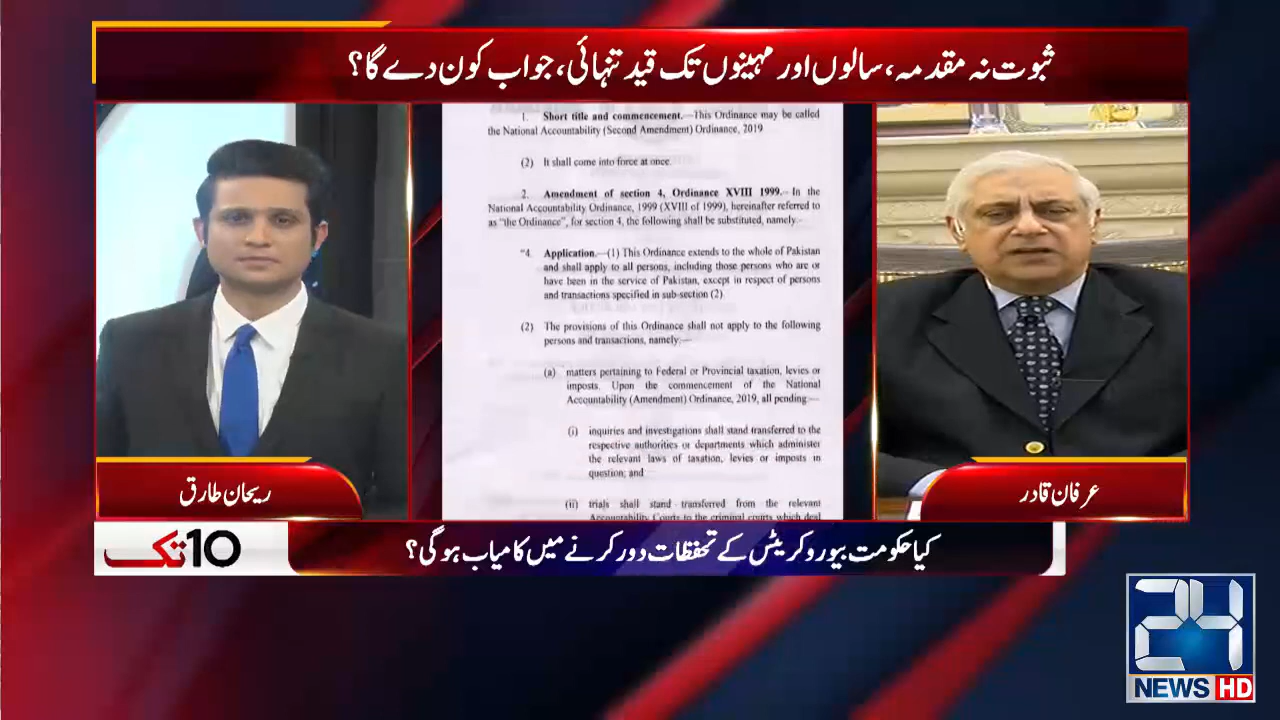 ثبوت نہ مقدمہ، سالوں اور مہینوں تک قید تنہائی، جواب کون دے گا؟
1. Short title and commencement.—This Ordinance may be called
the National Accountability (Second Amendment) Ordinance, 2019
(2) It shall come into force at once.
2. Amendment of section 4, Ordinance XVIII 1999.- In the
National Accountability Ordinance, 1999 (XVIII of 1999), hereinafter referred to
as "the Ordinance", for section 4, the following shall be substituted, namely:-
"4. Application.—(1) This Ordinance extends to the whole of Pakistan
and shall apply to all persons, including those persons who are or
have been in the service of Pakistan, except in respect of persons
and transactions specified in sub-section (2)
(2) The provisions of this Ordinance shall not apply to the following
persons and transactions, namely:—
(a) matters pertaining to Federal or Provincial taxation, levies or
imposts. Upon the commencement of the National
Accountability (Amendment) Ordinance, 2019, all pending:—
(i) inquiries and investigations shall stand transferred to the
respective authorities or departments which administer
the relevant laws of taxation, levies or imposts in
question; and
(ii) trials shall stand transferred from the relevant
Accountability Courts to the criminal courts which deal
ریحان طارق
عرفان قادر
10 تک
کیا حکومت بیوروکریٹس کے تحفظات دور کرنے میں کامیاب ہوگی؟
24
NEWS HD